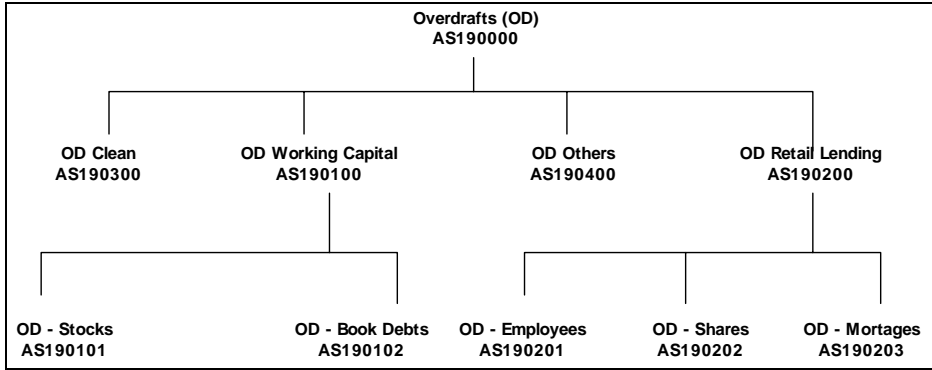 Overdrafts (OD)
AS190000
OD Clean
AS190300
OD Working Capital
AS190100
OD Others
AS190400
OD Retail Lending
AS190200
OD - Stocks
AS190101
OD - Book Debts
AS190102
OD - Employees
AS190201
OD - Shares
AS190202
OD - Mortages
AS190203